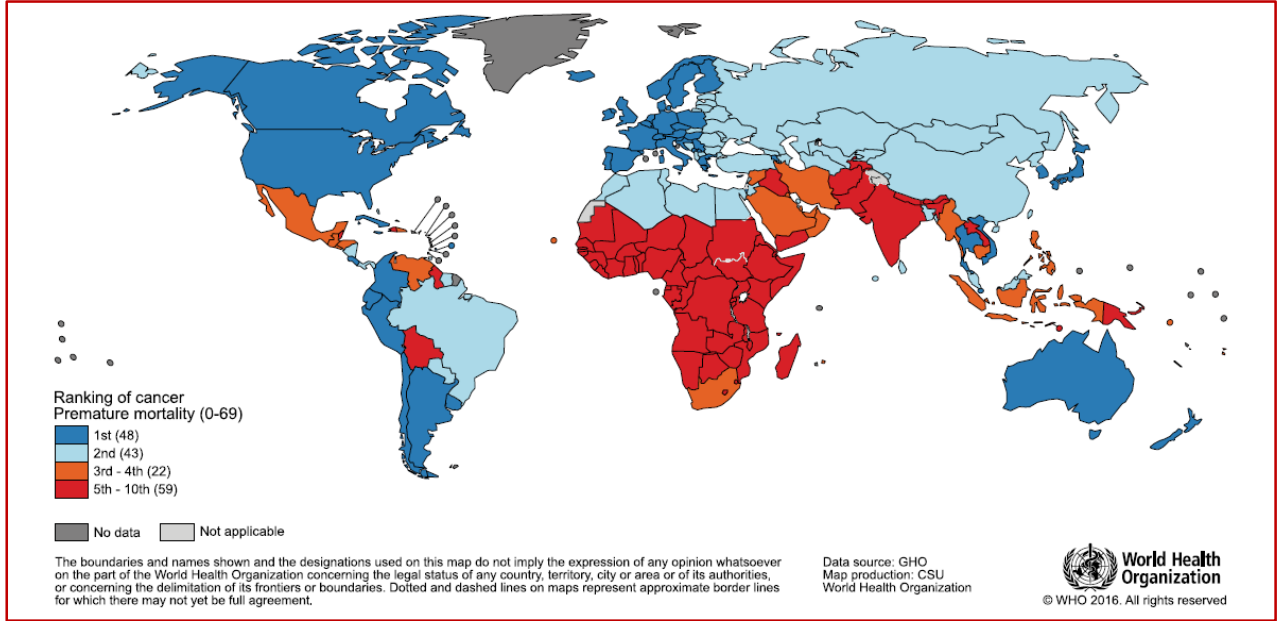 Ranking of cancer
Premature mortality (0-69)
1st (48)
2nd (43)
3rd - 4th (22)
5th - 10th (59)
No data
Not applicable
The boundaries and names shown and the designations used on this map do not imply the expression of any opinion whatsoever
on the part of the World Health Organization concerning the legal status of any country, territory, city or area or of its authorities,
or concerning the delimitation of its frontiers or boundaries. Dotted and dashed lines on maps represent approximate border lines
for which there may not yet be full agreement.
Data source: GHO
Map production: CSU
World Health Organization
World Health
Organization
© WHO 2016. All rights reserved